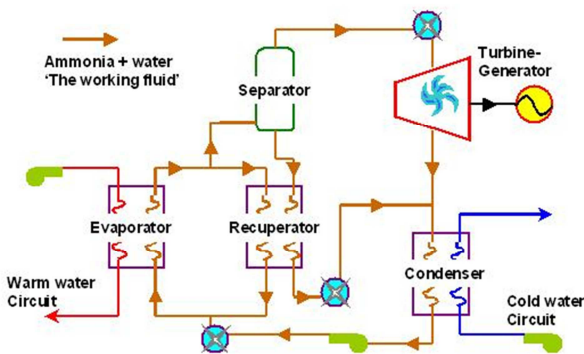 Ammonia + water
‘The working fluid’
Separator
Turbine-
Generator
Evaporator
Recuperator
Condenser
Warm water
Circuit
Cold water
Circuit